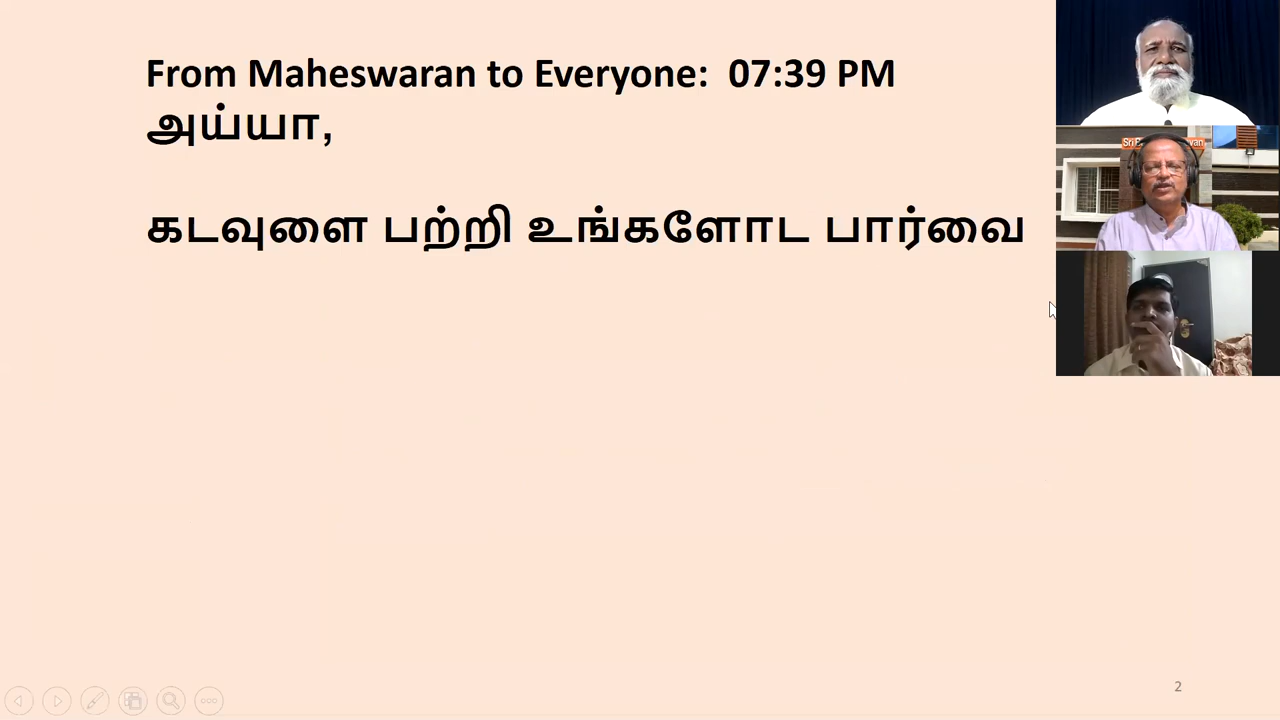 From Maheswaran to Everyone:  07:39 PM
அய்யா,
கடவுளை பற்றி உங்களோட பார்வை
2